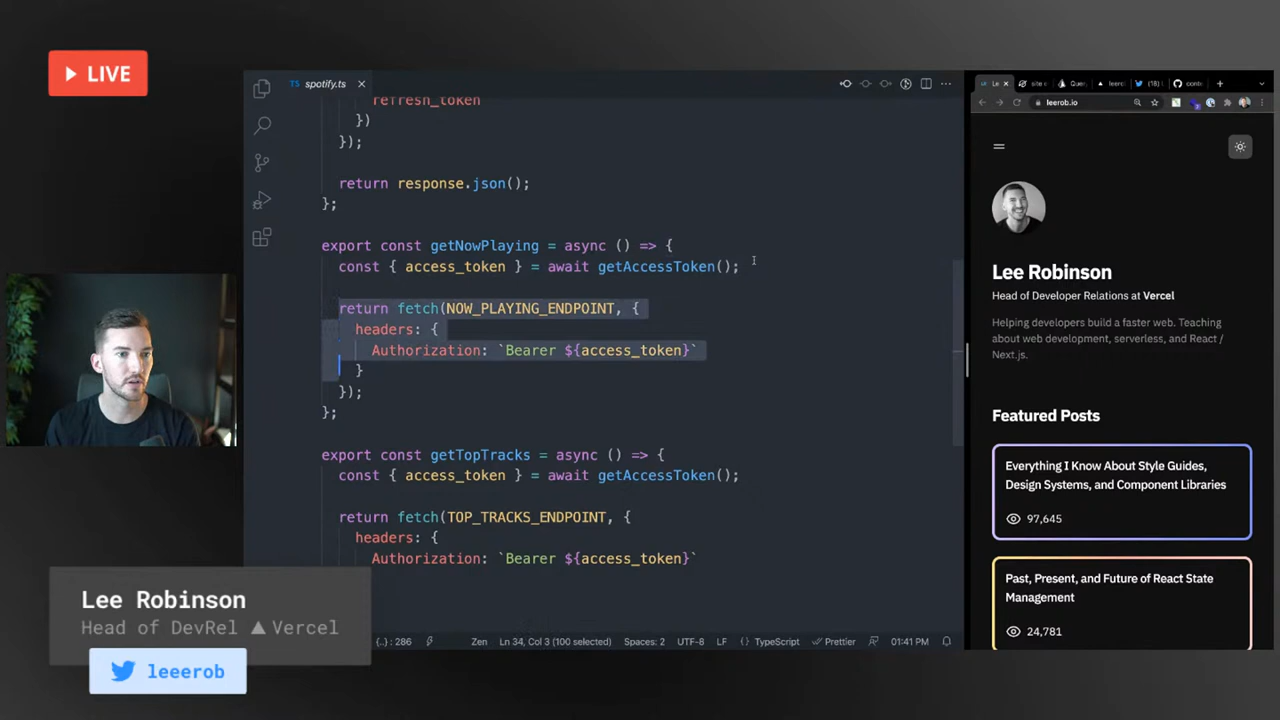 LIVE
TS spotify.ts
refresh_token
})
});
return response.json();
};
export const getNowPlaying = async () => {
const { access_token } = await getAccessToken();
return fetch(NOW_PLAYING_ENDPOINT, {
headers: {
Authorization: `Bearer ${access_token}`
}
});
};
export const getTopTracks = async () => {
const { access_token } = await getAccessToken();
return fetch(TOP_TRACKS_ENDPOINT, {
headers: {
Authorization: `Bearer ${access_token}`
{..} : 286 Zen Ln 34, Col 3 (100 selected) Spaces: 2 UTF-8 LF {} TypeScript Prettier 01:41 PM
leerob.io
Lee Robinson
Head of Developer Relations at Vercel
Helping developers build a faster web. Teaching
about web development, serverless, and React /
Next.js.
Featured Posts
Everything I Know About Style Guides,
Design Systems, and Component Libraries
97,645
Past, Present, and Future of React State
Management
24,781
Lee Robinson
Head of DevRel ▲ Vercel
leeerob